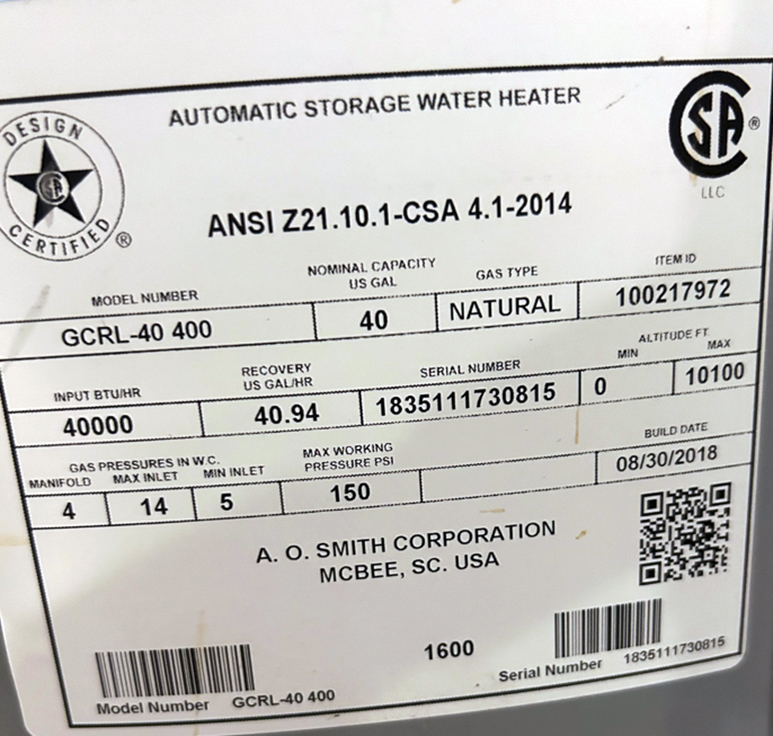 DESIGN
CERTIFIED ®
AUTOMATIC STORAGE WATER HEATER
SA ®
LLC
ANSI Z21.10.1-CSA 4.1-2014
MODEL NUMBER
GCRL-40 400
NOMINAL CAPACITY
US GAL
40
GAS TYPE
NATURAL
ITEM ID
100217972
INPUT BTU/HR
40000
RECOVERY
US GAL/HR
40.94
SERIAL NUMBER
1835111730815
ALTITUDE FT.
MIN
MAX
0
10100
GAS PRESSURES IN W.C.
MANIFOLD
MAX INLET
MIN INLET
4
14
5
MAX WORKING
PRESSURE PSI
150
BUILD DATE
08/30/2018
A. O. SMITH CORPORATION
MCBEE, SC. USA
1600
Model Number GCRL-40 400
Serial Number 1835111730815